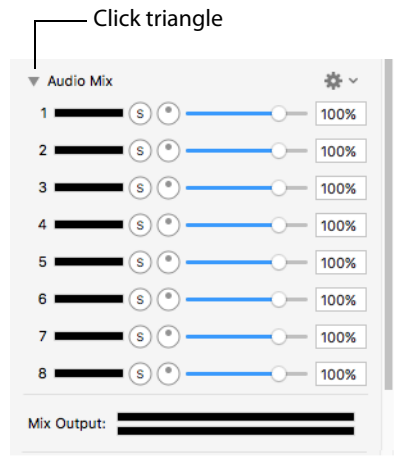 Click triangle
Audio Mix
1 S 100%
2 S 100%
3 S 100%
4 S 100%
5 S 100%
6 S 100%
7 S 100%
8 S 100%
Mix Output: